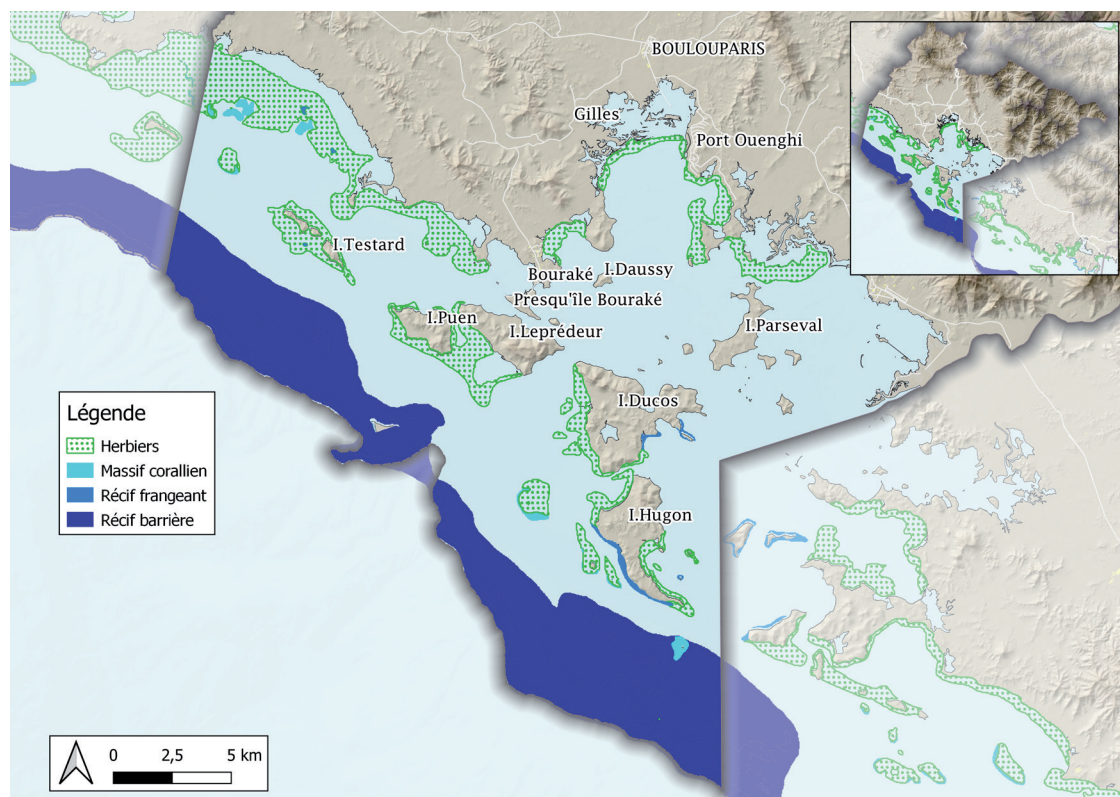 BOULOUPARIS
Gilles
Port Ouenghi
I.Testard
Bouraké
I.Daussy
Presqu'île Bouraké
I.Puen
I.Leprédeur
I.Parseval
I.Ducos
I.Hugon
Légende
Herbiers
Massif corallien
Récif frangeant
Récif barrière
0 2,5 5 km